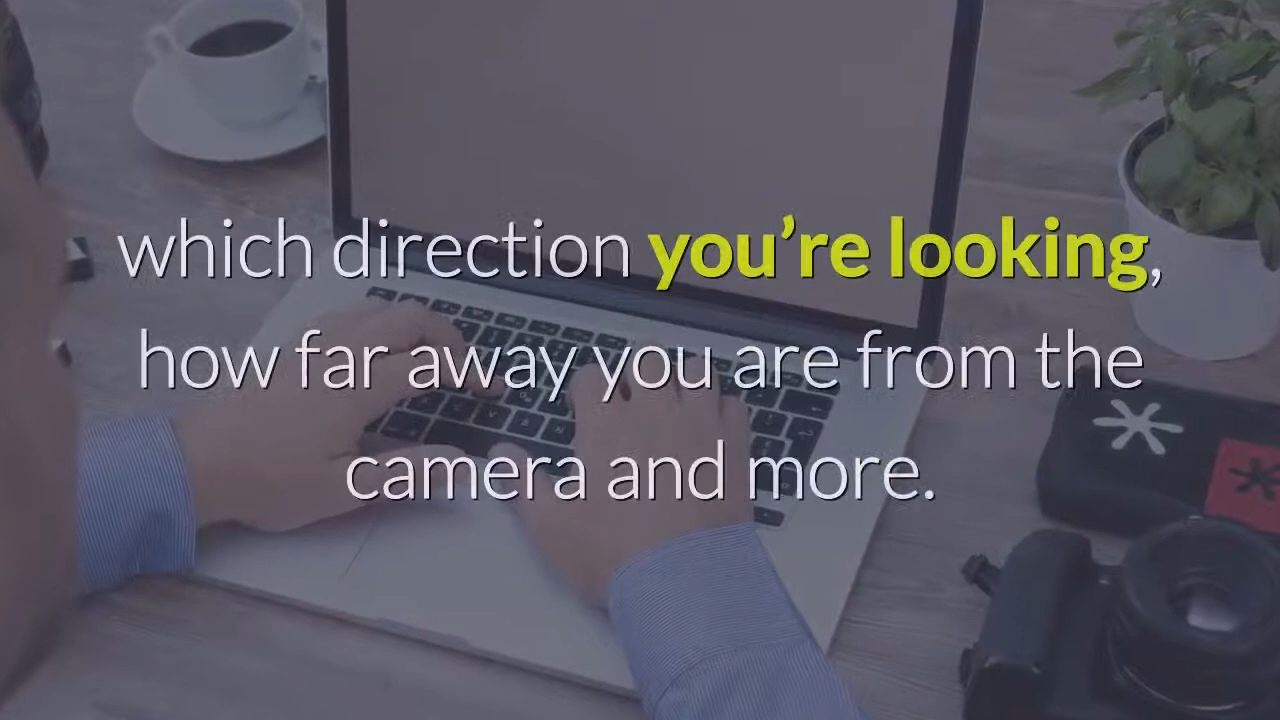 which direction you’re looking,
how far away you are from the
camera and more.